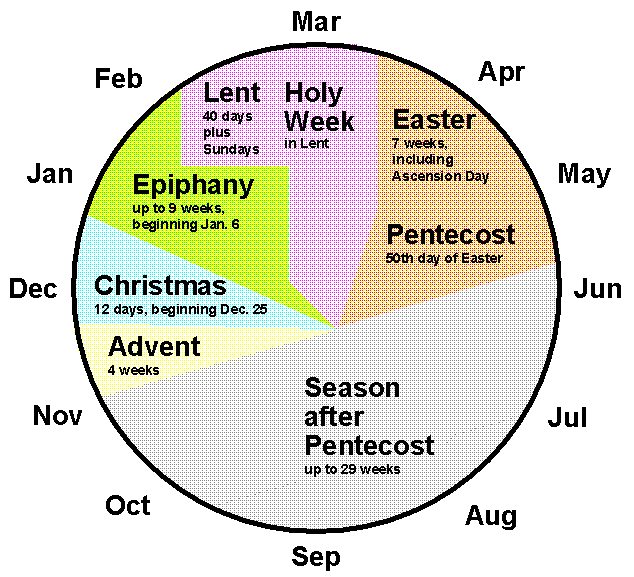 Mar
Feb
Apr
Lent
40 days
plus
Sundays
Holy
Week
in Lent
Easter
7 weeks,
including
Ascension Day
Jan
May
Epiphany
up to 9 weeks,
beginning Jan. 6
Pentecost
50th day of Easter
Dec
Christmas
12 days, beginning Dec. 25
Jun
Advent
4 weeks
Season
after
Pentecost
up to 29 weeks
Nov
Jul
Oct
Aug
Sep